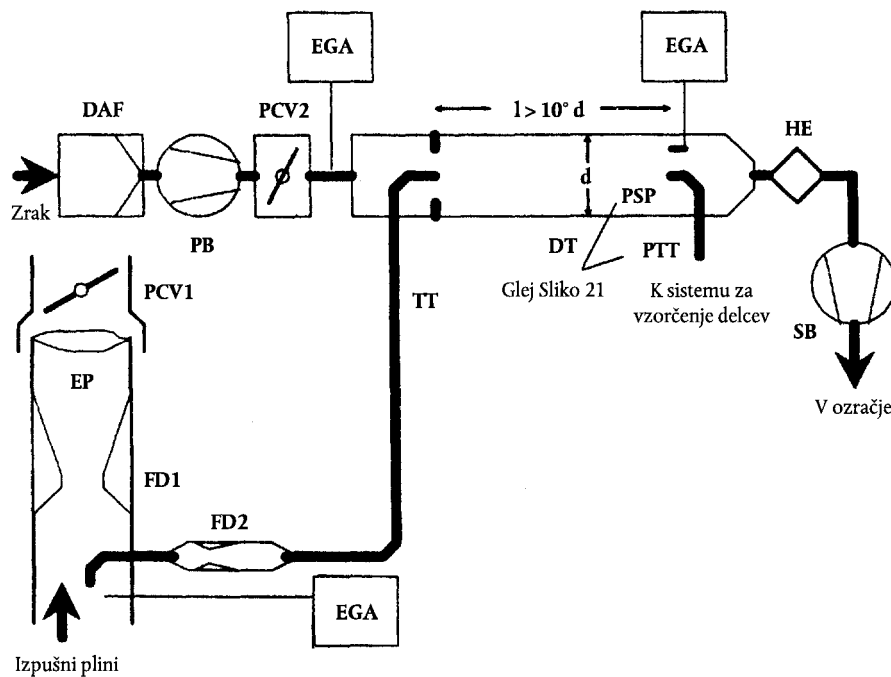 EGA
EGA
DAF
PCV2
l > 10° d
HE
d
Zrak
PB
PSP
DT
PTT
PCV1
TT
Glej Sliko 21
K sistemu za
vzorčenje delcev
SB
EP
V ozračje
FD1
FD2
EGA
Izpušni plini